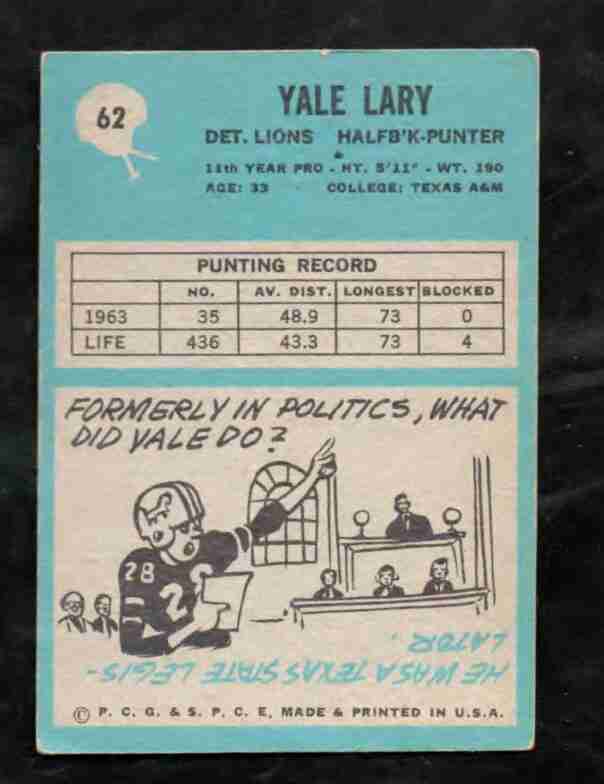 62
YALE LARY
DET. LIONS HALFB'K-PUNTER
11th YEAR PRO - HT. 5'11" - WT. 190
AGE: 33 COLLEGE: TEXAS A&M
PUNTING RECORD
NO. AV. DIST. LONGEST BLOCKED
1963 35 48.9 73 0
LIFE 436 43.3 73 4
FORMERLY IN POLITICS, WHAT
DID YALE DO?
28
28
HE WAS A TEXAS STATE LEGIS-
LATOR.
© P. C. G. & S. P. C. E, MADE & PRINTED IN U.S.A.